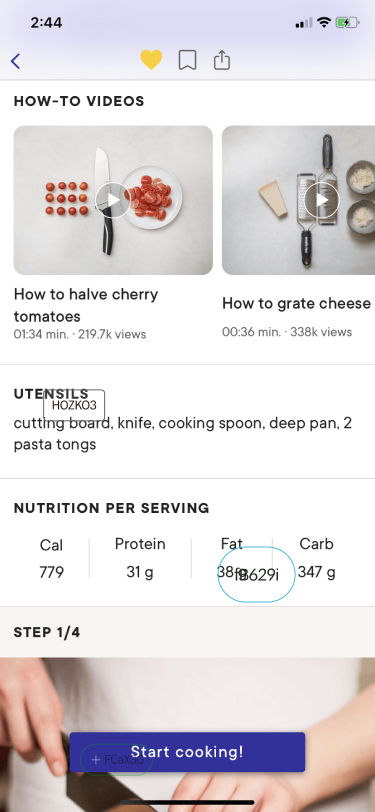 2:44
HOW-TO VIDEOS
How to halve cherry
tomatoes
01:34 min. · 219.7k views
How to grate cheese
00:36 min. · 338k views
UTENSILS
HOZKO3
cutting board, knife, cooking spoon, deep pan, 2
pasta tongs
NUTRITION PER SERVING
Cal
Protein
Fat
Carb
779
31 g
38 g
347 g
STEP 1/4
Start cooking!